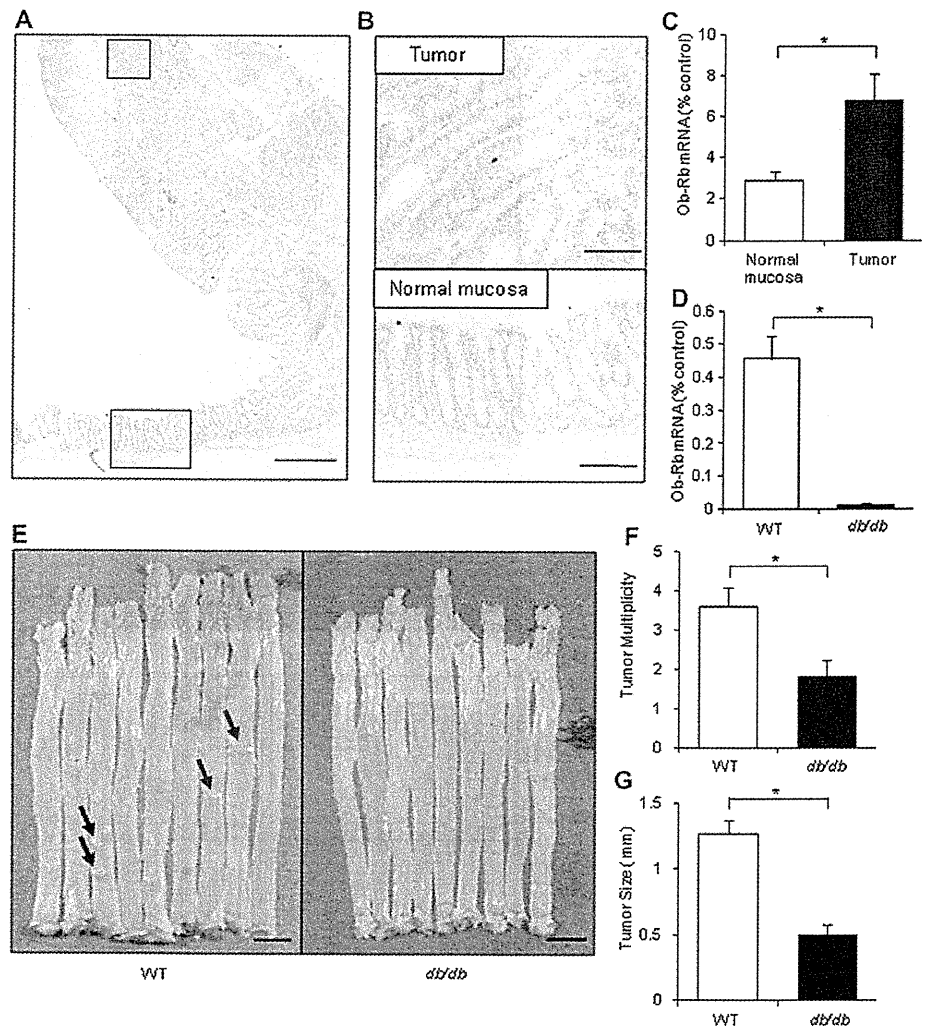 A
B
Tumor
Normal mucosa
C
Ob-Rb mRNA (% control)
10
8
6
4
2
0
*
Normal mucosa
Tumor
D
Ob-Rb mRNA (% control)
0.6
0.5
0.4
0.3
0.2
0.1
0
*
WT
db/db
E
WT
db/db
F
Tumor Multiplicity
5
4
3
2
1
0
*
WT
db/db
G
Tumor Size (mm)
1.5
1
0.5
0
*
WT
db/db